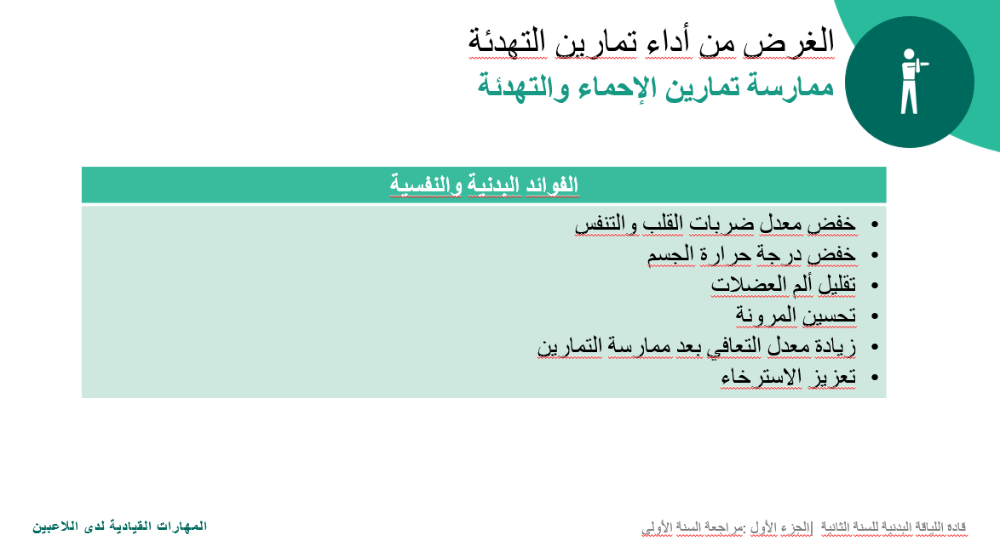 الغرض من أداء تمارين التهدئة
ممارسة تمارين الإحماء والتهدئة
الفوائد البدنية والنفسية
• خفض معدل ضربات القلب والتنفس
• خفض درجة حرارة الجسم
• تقليل ألم العضلات
• تحسين المرونة
• زيادة معدل التعافي بعد ممارسة التمارين
• تعزيز الاسترخاء
قادة اللياقة البدنية للسنة الثانية |الجزء الأول :مراجعة السنة الأولى
المهارات القيادية لدى اللاعبين